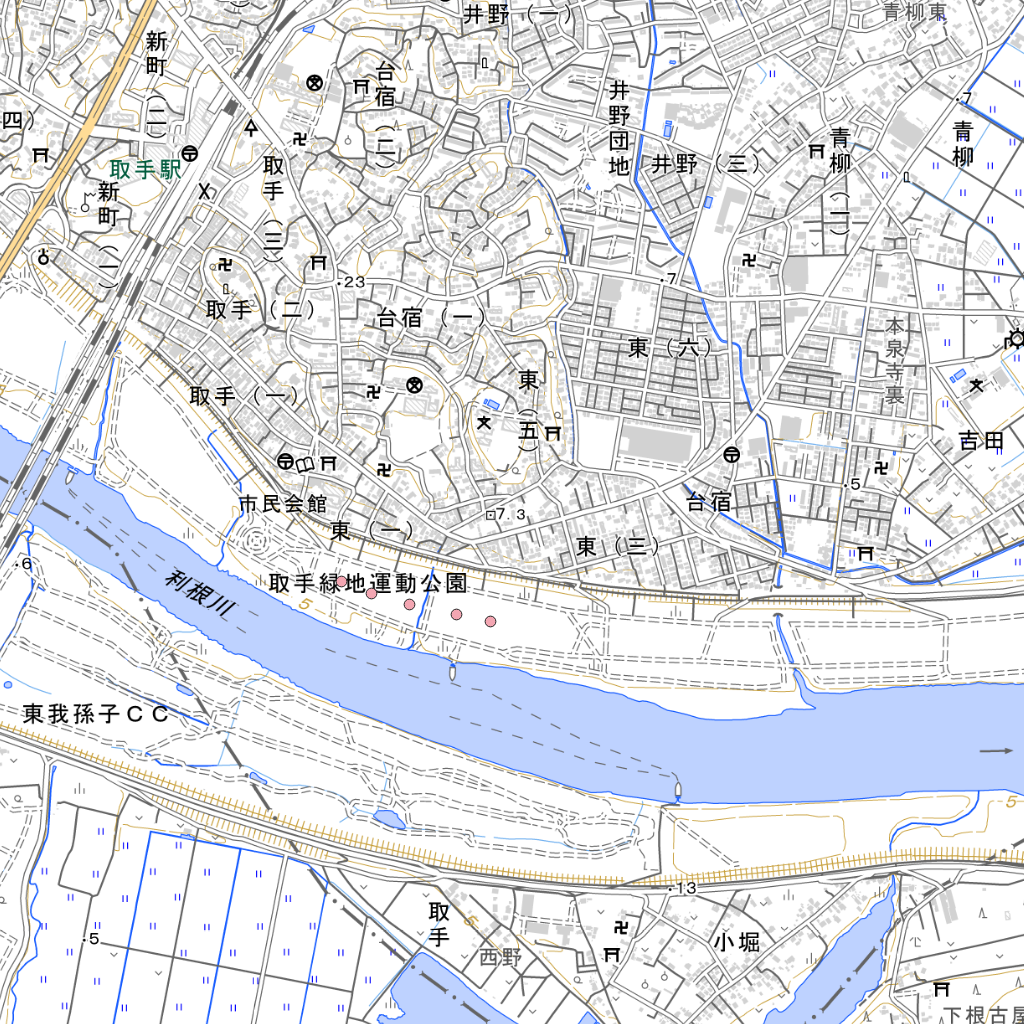 井野（一）
青柳東
新町（二）
台宿（二）
井野団地
7
四）
青柳（一）
青柳
井野（三）
取手駅
取手（三）
新町（一）
23
7
取手（二）
台宿（一）
東（六）
本泉寺裏
取手（一）
東（五）
吉田
5
市民会館
7.3
台宿
東（一）
東（三）
6
利根川
取手緑地運動公園
5
東我孫子ＣＣ
5
13
取手
5
小堀
5
西野
下根古屋